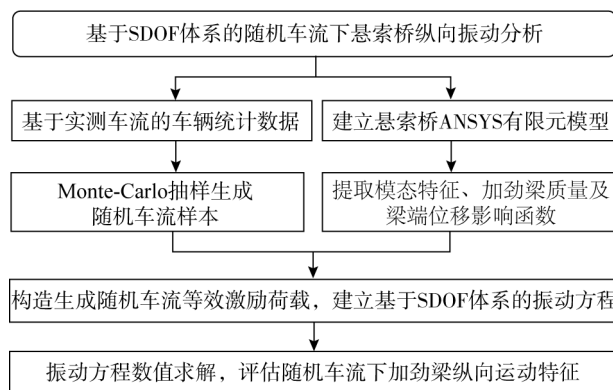 基于SDOF体系的随机车流下悬索桥纵向振动分析
基于实测车流的车辆统计数据
建立悬索桥ANSYS有限元模型
Monte-Carlo抽样生成
随机车流样本
提取模态特征、加劲梁质量及
梁端位移影响函数
构造生成随机车流等效激励荷载，建立基于SDOF体系的振动方程
振动方程数值求解，评估随机车流下加劲梁纵向运动特征